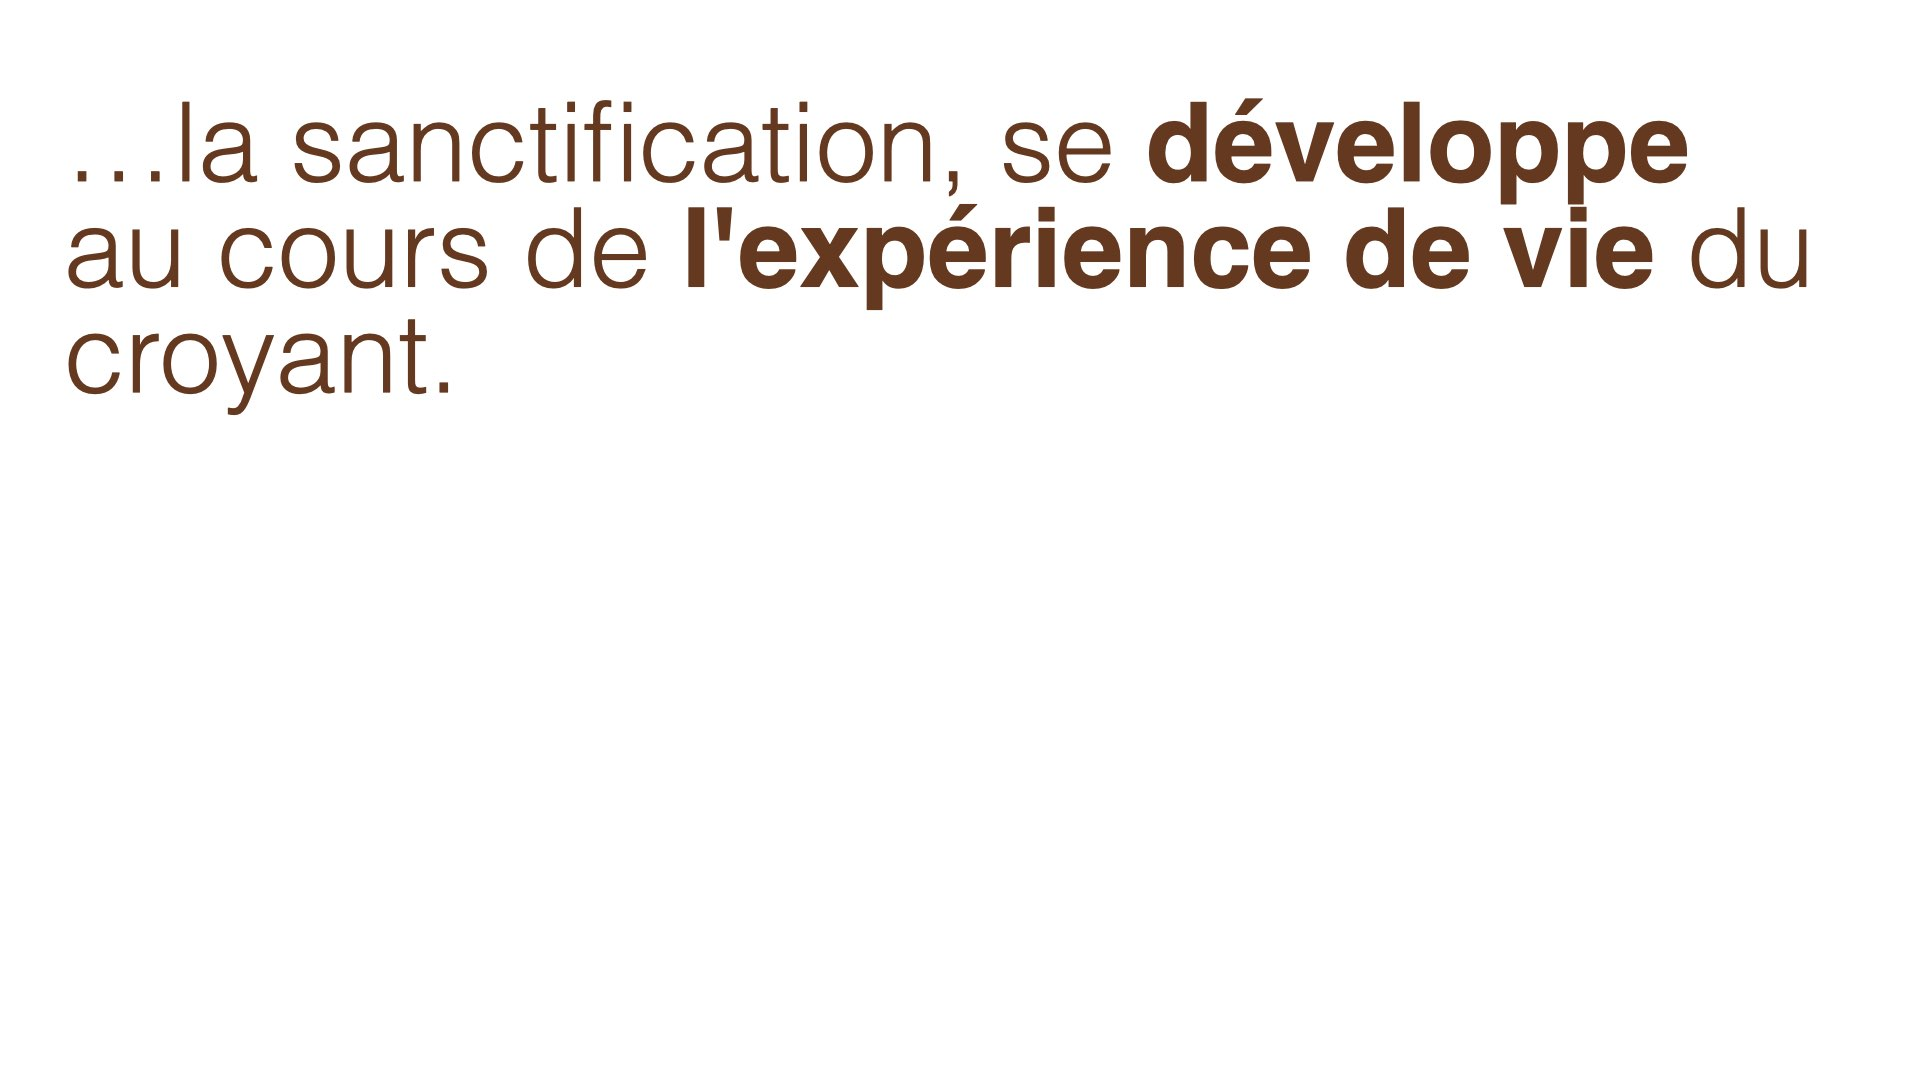 …la sanctification, se développe
au cours de l'expérience de vie du
croyant.